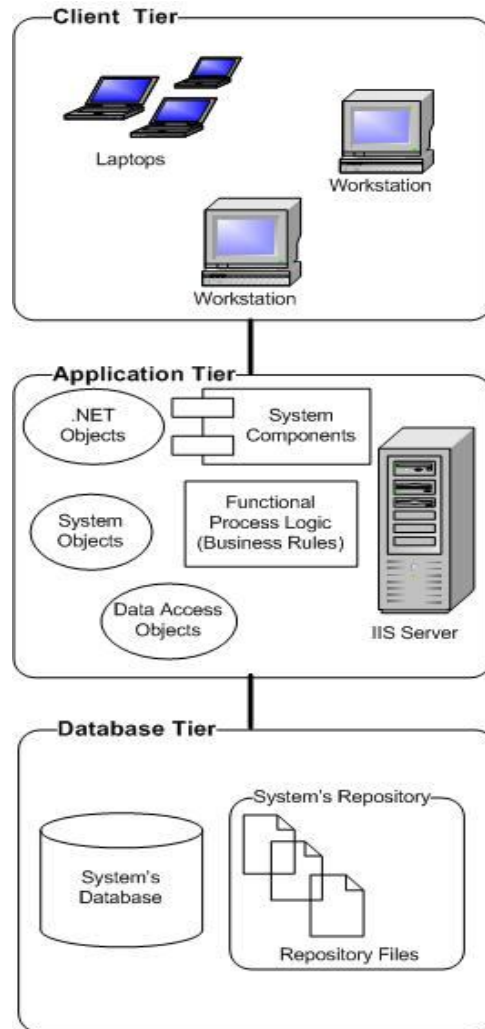 Client Tier
Laptops
Workstation
Workstation
Application Tier
.NET
Objects
System
Components
System
Objects
Functional
Process Logic
(Business Rules)
Data Access
Objects
IIS Server
Database Tier
System's
Database
System's Repository
Repository Files